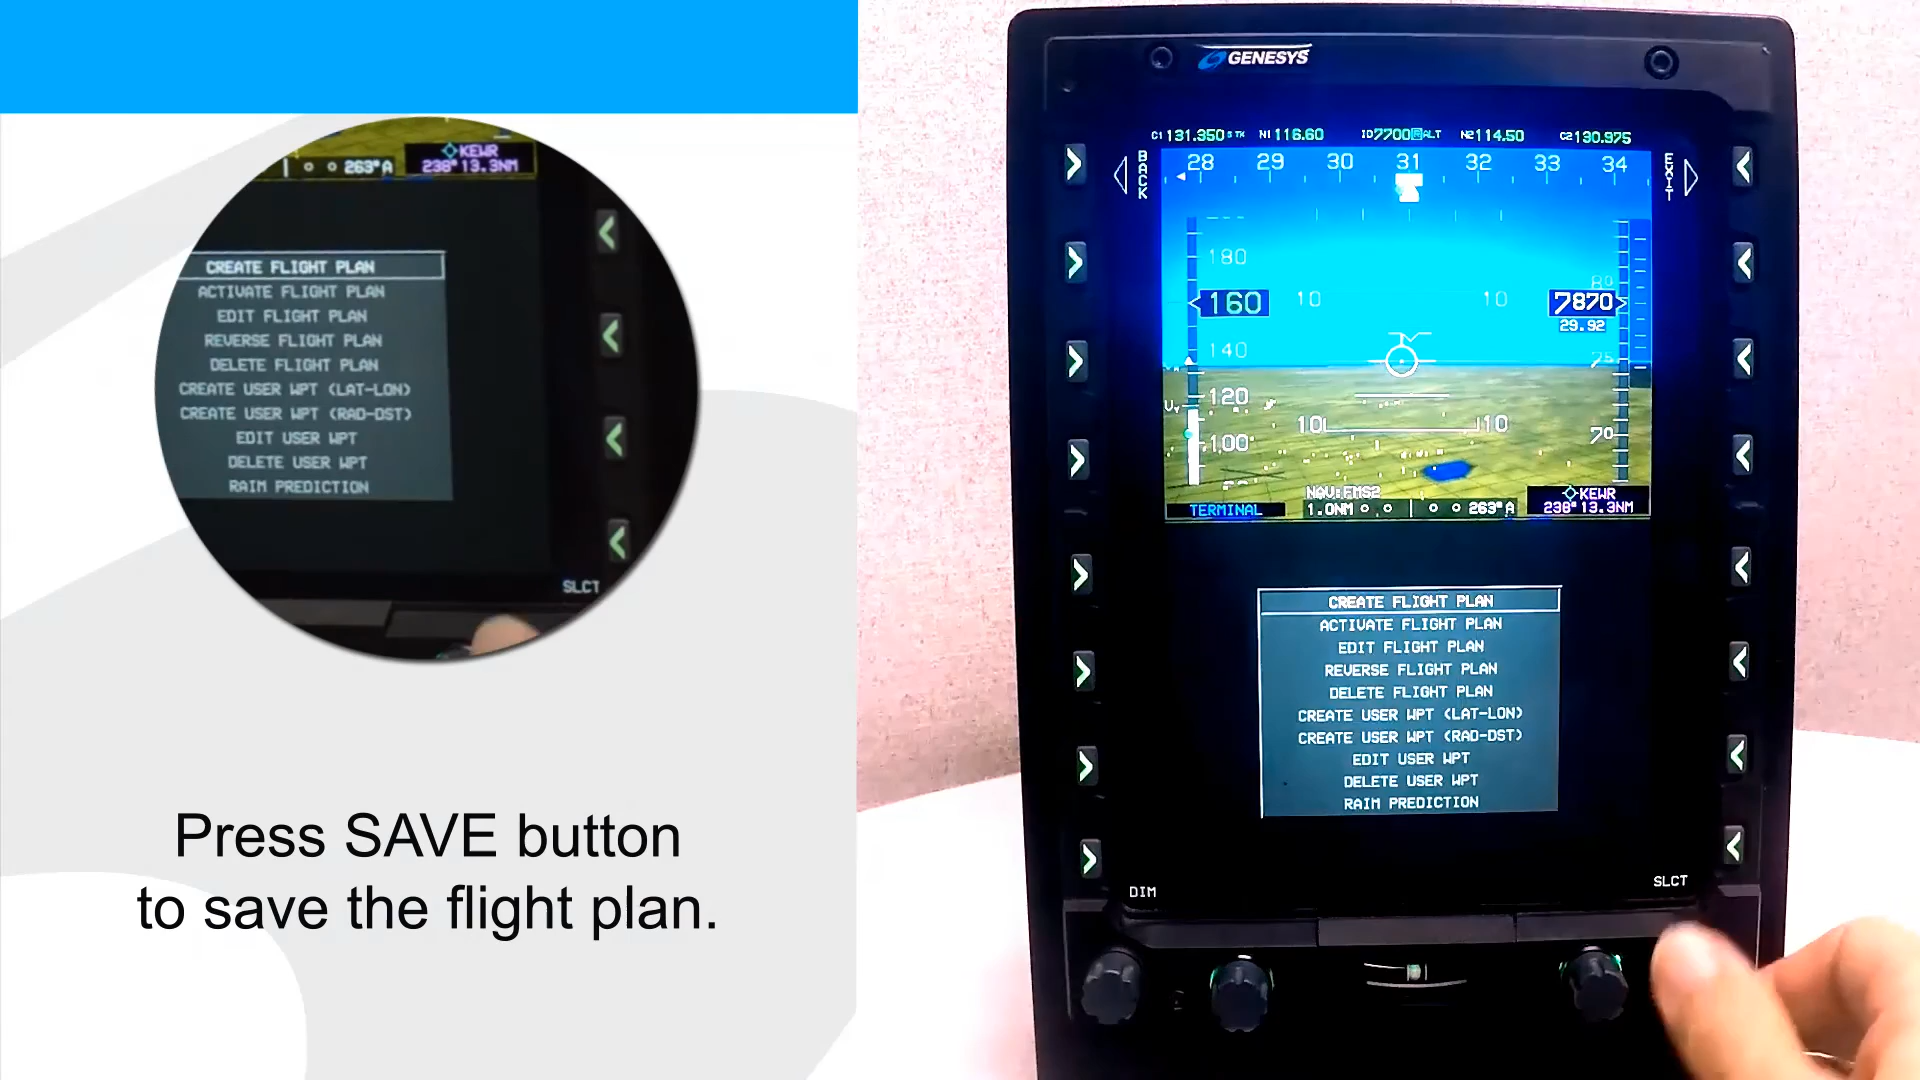 KEWR
263°A
238°13.3NM
CREATE FLIGHT PLAN
ACTIVATE FLIGHT PLAN
EDIT FLIGHT PLAN
REVERSE FLIGHT PLAN
DELETE FLIGHT PLAN
CREATE USER WPT (LAT-LON)
CREATE USER WPT (RAD-DST)
EDIT USER WPT
DELETE USER WPT
RAIM PREDICTION
SLCT
Press SAVE button
to save the flight plan.
GENESYS
C1 131.350 N1 116.60 ID7700 ALT N2 114.50 C2 130.975
BACK
28 29 30 31 32 33 34
EXIT
180
160 10 10 7870
29.92
140
120
10 10
100 70
NAV:FMS2
KEWR
TERMINAL 1.0NM 263°A 238°13.3NM
CREATE FLIGHT PLAN
ACTIVATE FLIGHT PLAN
EDIT FLIGHT PLAN
REVERSE FLIGHT PLAN
DELETE FLIGHT PLAN
CREATE USER WPT (LAT-LON)
CREATE USER WPT (RAD-DST)
EDIT USER WPT
DELETE USER WPT
RAIM PREDICTION
DIM
SLCT